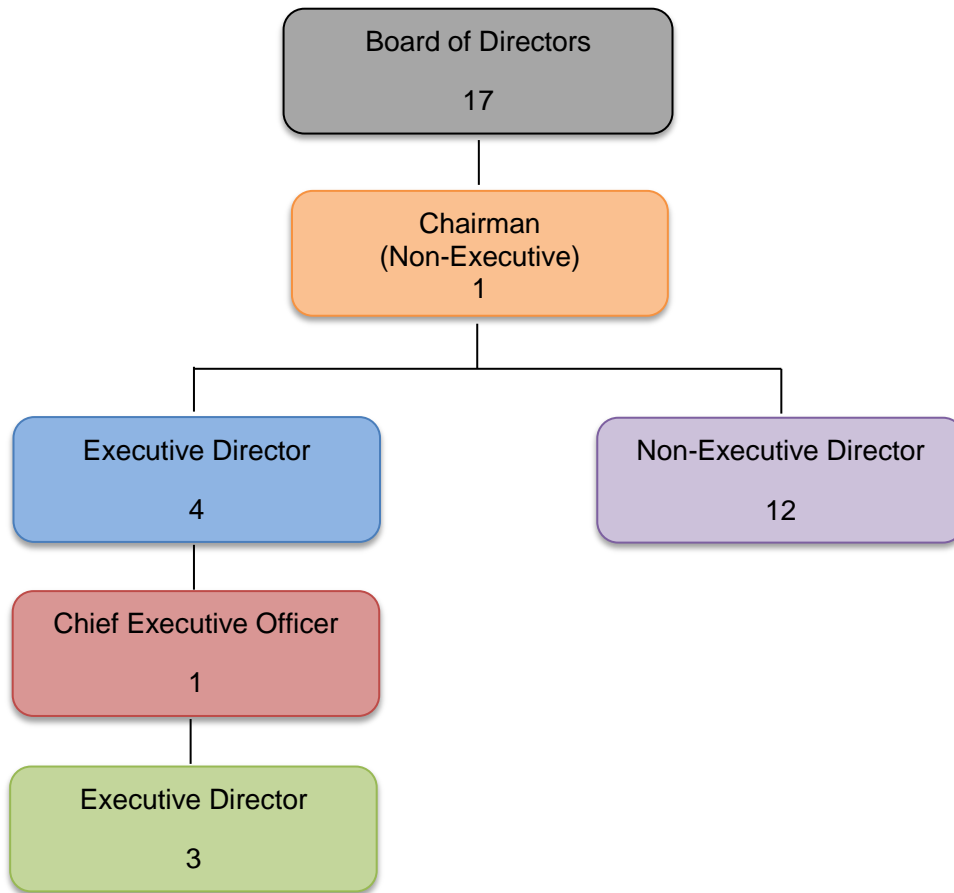 Board of Directors
17
Chairman
(Non-Executive)
1
Executive Director
4
Non-Executive Director
12
Chief Executive Officer
1
Executive Director
3